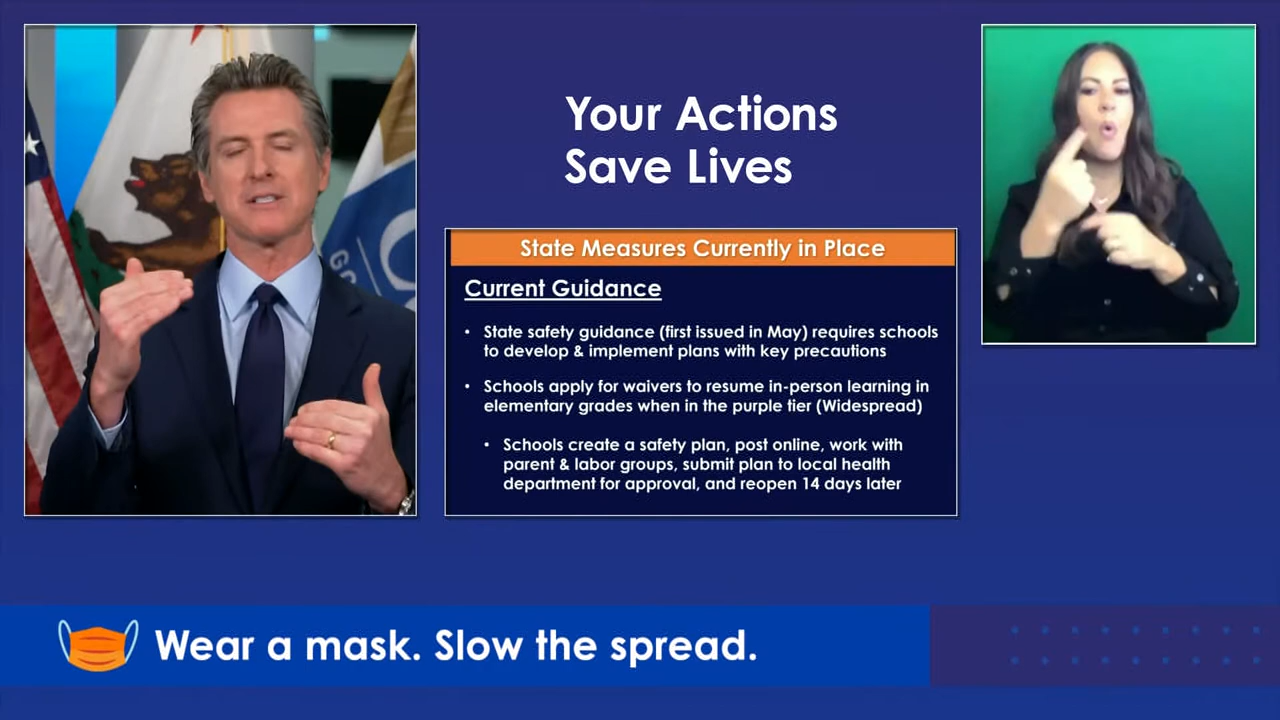 Your Actions
Save Lives
State Measures Currently in Place
Current Guidance
• State safety guidance (first issued in May) requires schools
to develop & implement plans with key precautions
• Schools apply for waivers to resume in-person learning in
elementary grades when in the purple tier (Widespread)
• Schools create a safety plan, post online, work with
parent & labor groups, submit plan to local health
department for approval, and reopen 14 days later
Wear a mask. Slow the spread.